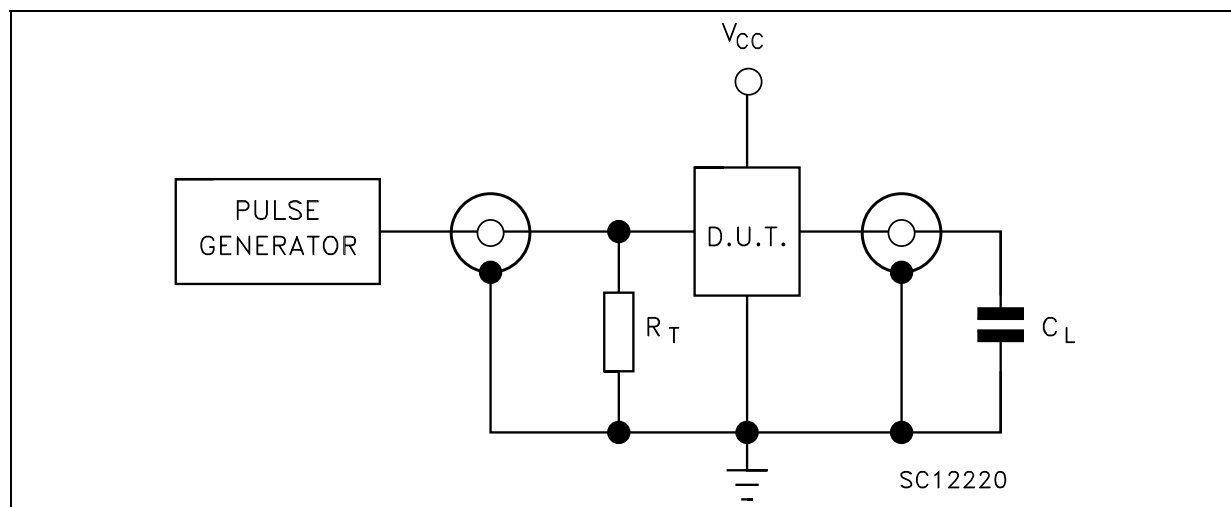 VCC
PULSE
GENERATOR
D.U.T.
RT
CL
SC12220